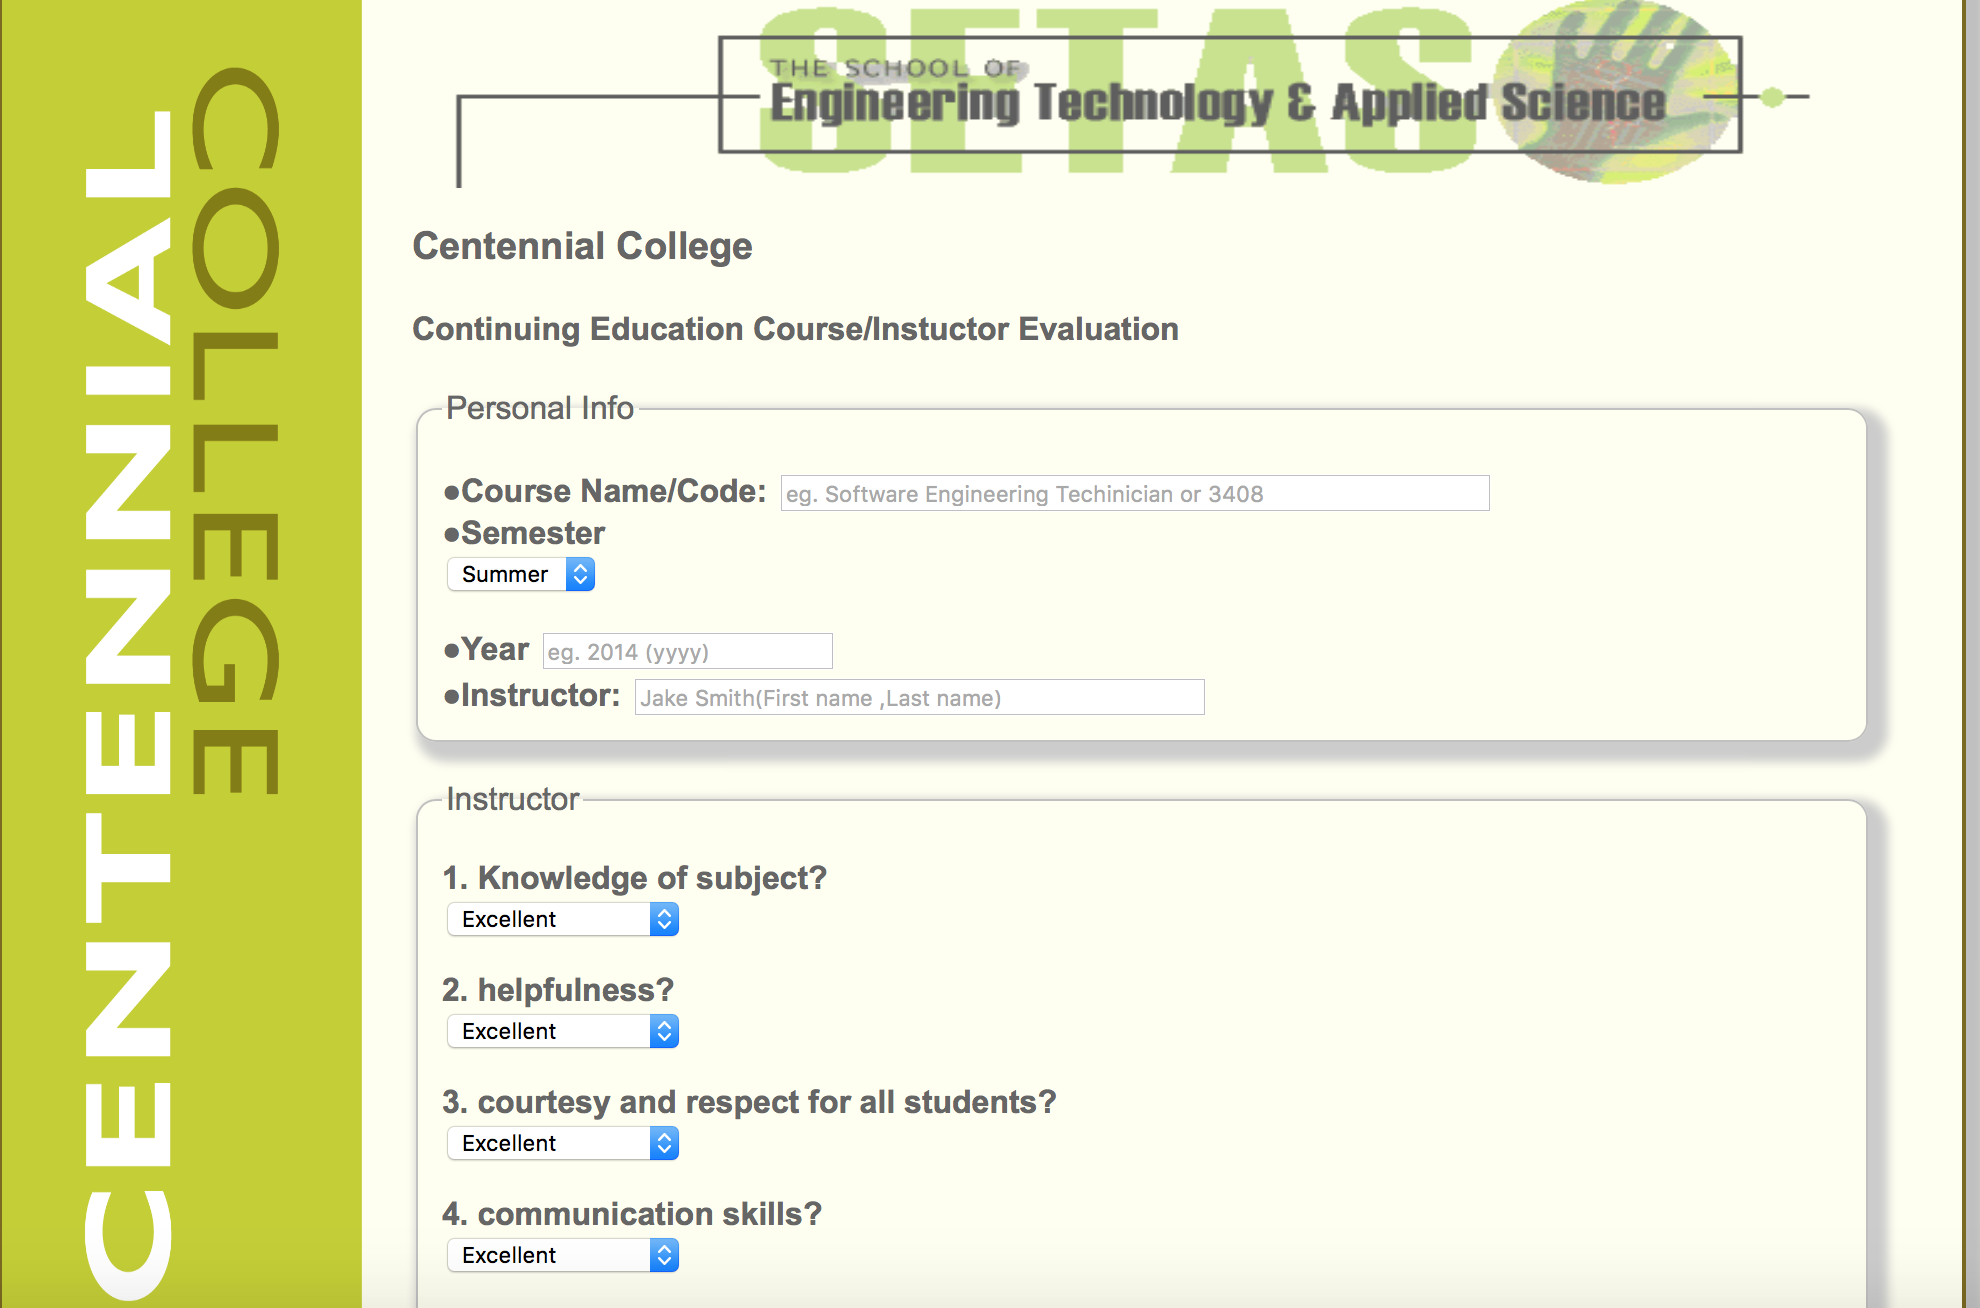 CENTENNIAL
COLLEGE
SETAS
THE SCHOOL OF
Engineering Technology & Applied Science
Centennial College
Continuing Education Course/Instuctor Evaluation
Personal Info
●Course Name/Code: eg. Software Engineering Techinician or 3408
●Semester
Summer
●Year eg. 2014 (yyyy)
●Instructor: Jake Smith(First name ,Last name)
Instructor
1. Knowledge of subject?
Excellent
2. helpfulness?
Excellent
3. courtesy and respect for all students?
Excellent
4. communication skills?
Excellent